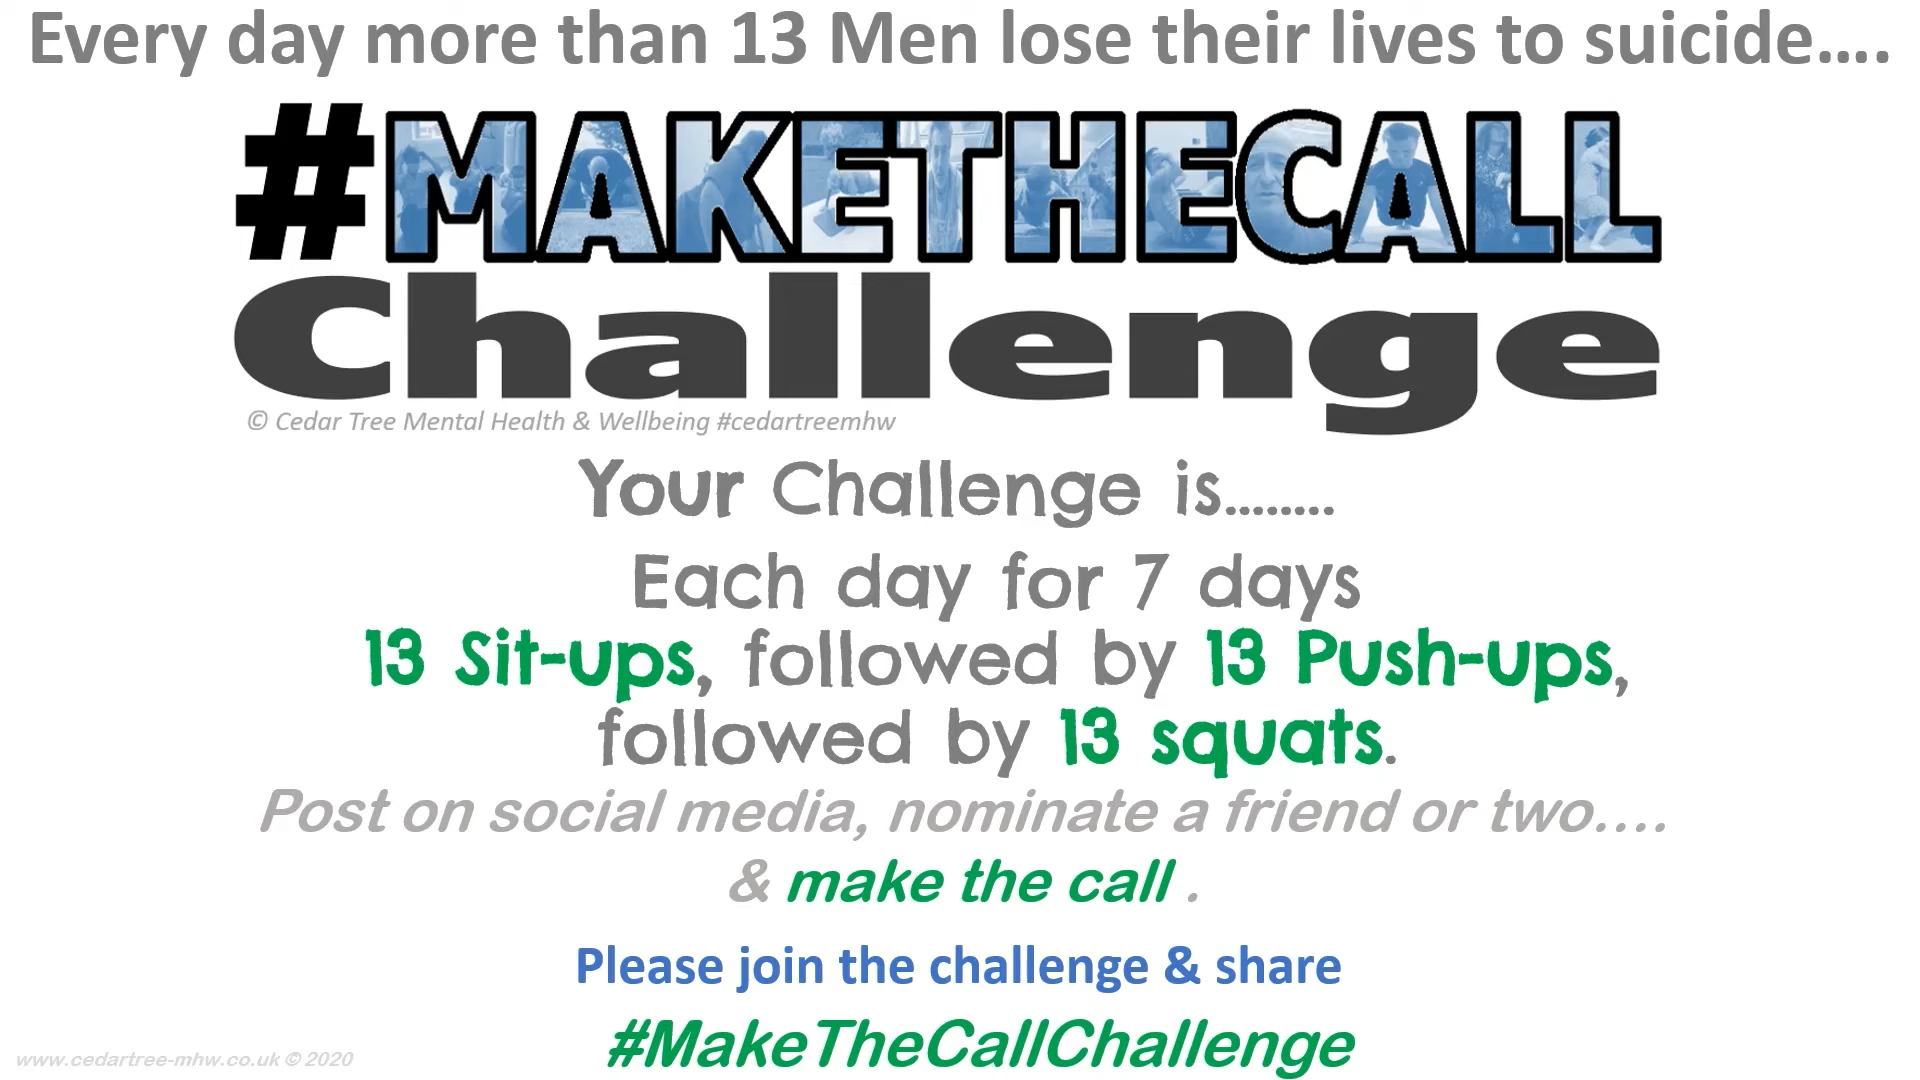 Every day more than 13 Men lose their lives to suicide....
#MAKETHECALL
Challenge
© Cedar Tree Mental Health & Wellbeing #cedartreemhw
Your Challenge is........
Each day for 7 days
13 Sit-ups, followed by 13 Push-ups,
followed by 13 squats.
Post on social media, nominate a friend or two....
& make the call .
Please join the challenge & share
#MakeTheCallChallenge
www.cedartree-mhw.co.uk © 2020